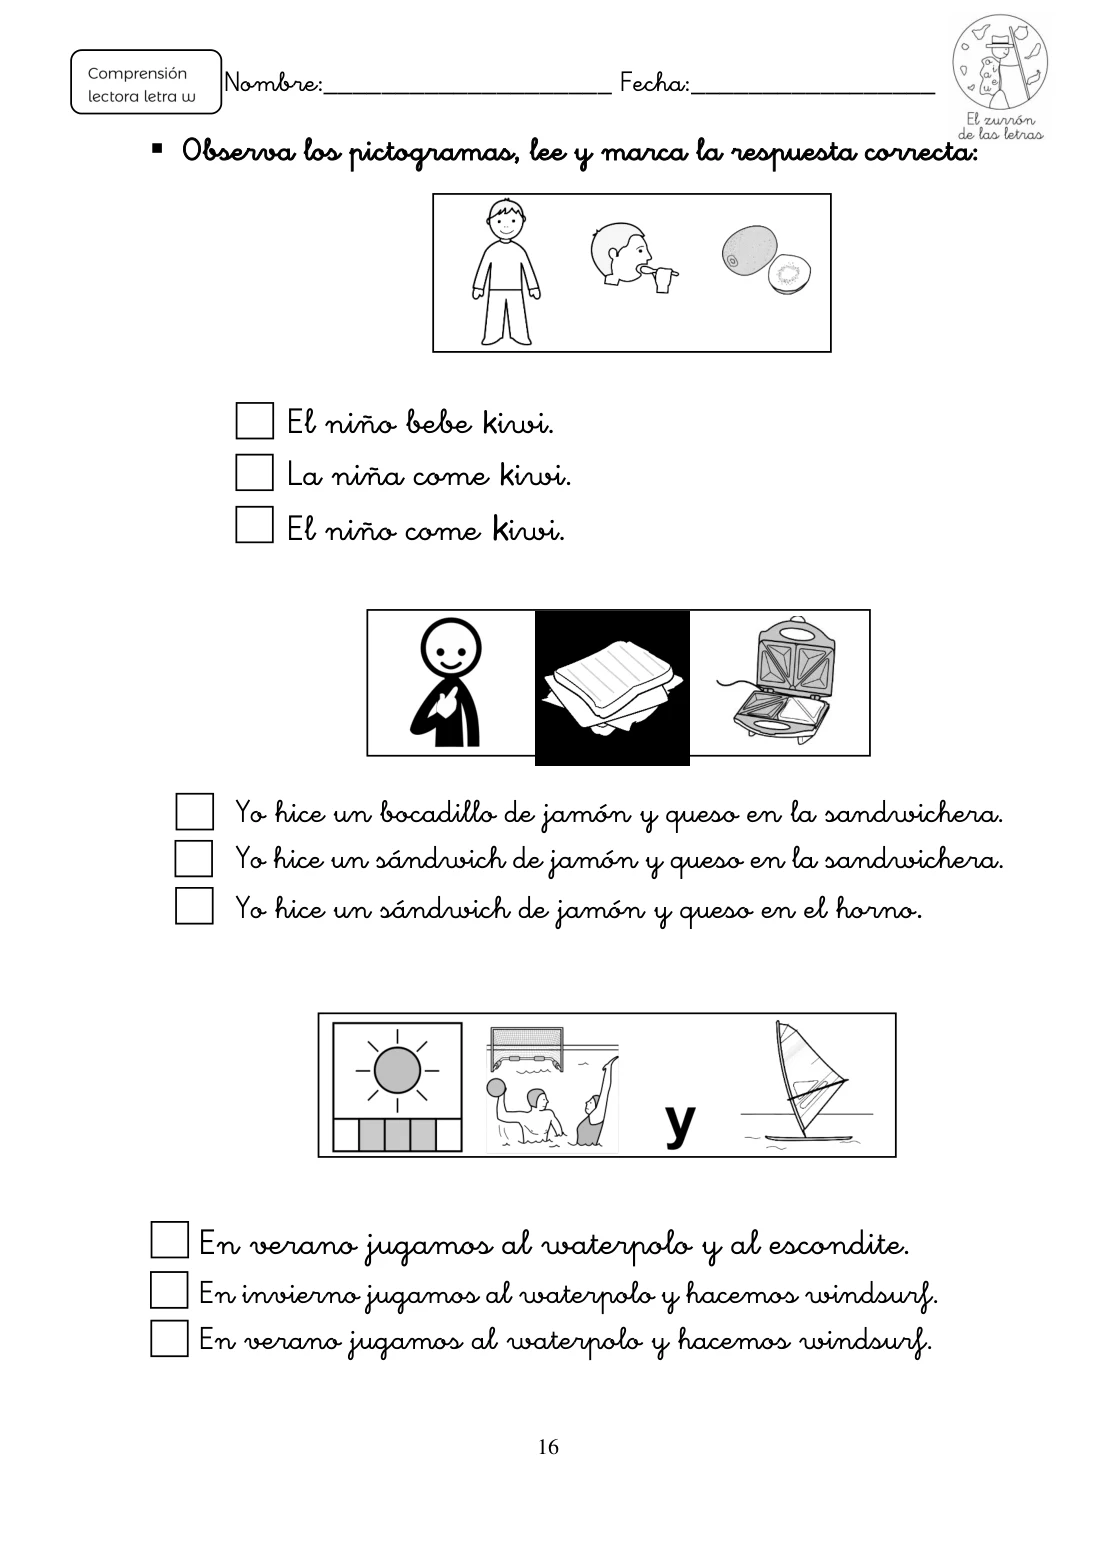 Comprensión
lectora letra w
Nombre:_____________________ Fecha:__________________
El zurrón
de las letras
▪ Observa los pictogramas, lee y marca la respuesta correcta:
El niño bebe kiwi.
La niña come kiwi.
El niño come kiwi.
Yo hice un bocadillo de jamón y queso en la sandwichera.
Yo hice un sándwich de jamón y queso en la sandwichera.
Yo hice un sándwich de jamón y queso en el horno.
y
En verano jugamos al waterpolo y al escondite.
En invierno jugamos al waterpolo y hacemos windsurf.
En verano jugamos al waterpolo y hacemos windsurf.
16